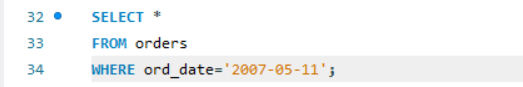 32 SELECT *
33 FROM orders
34 WHERE ord_date='2007-05-11';